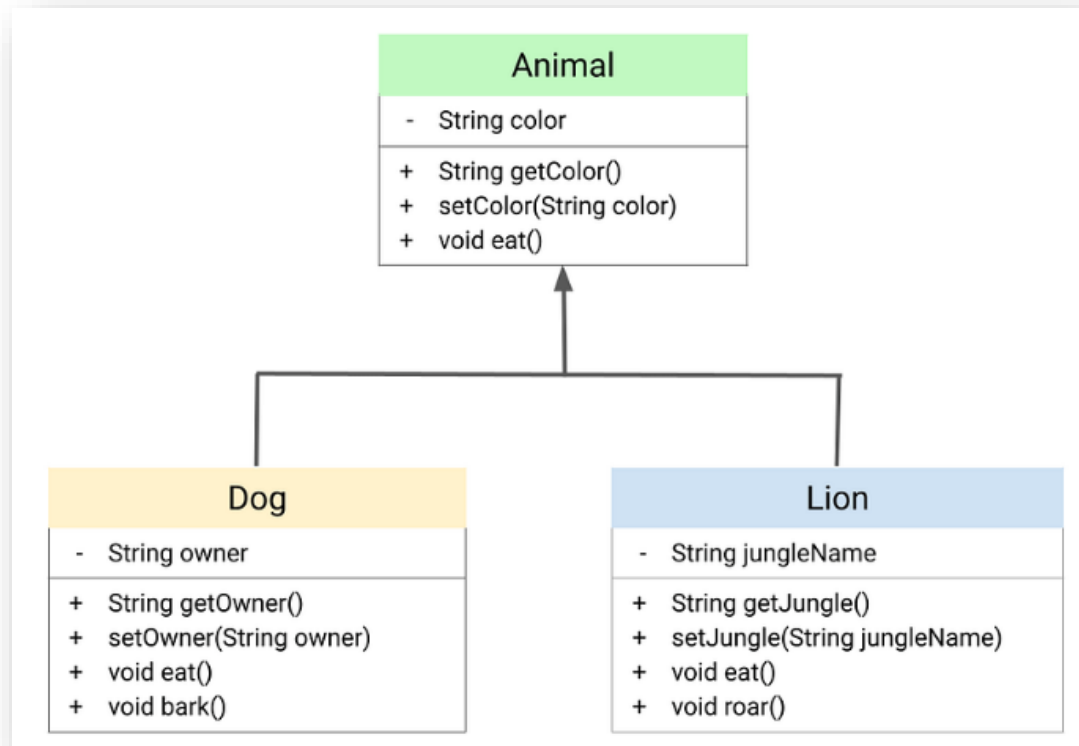 Animal
- String color
+ String getColor()
+ setColor(String color)
+ void eat()
Dog
- String owner
+ String getOwner()
+ setOwner(String owner)
+ void eat()
+ void bark()
Lion
- String jungleName
+ String getJungle()
+ setJungle(String jungleName)
+ void eat()
+ void roar()